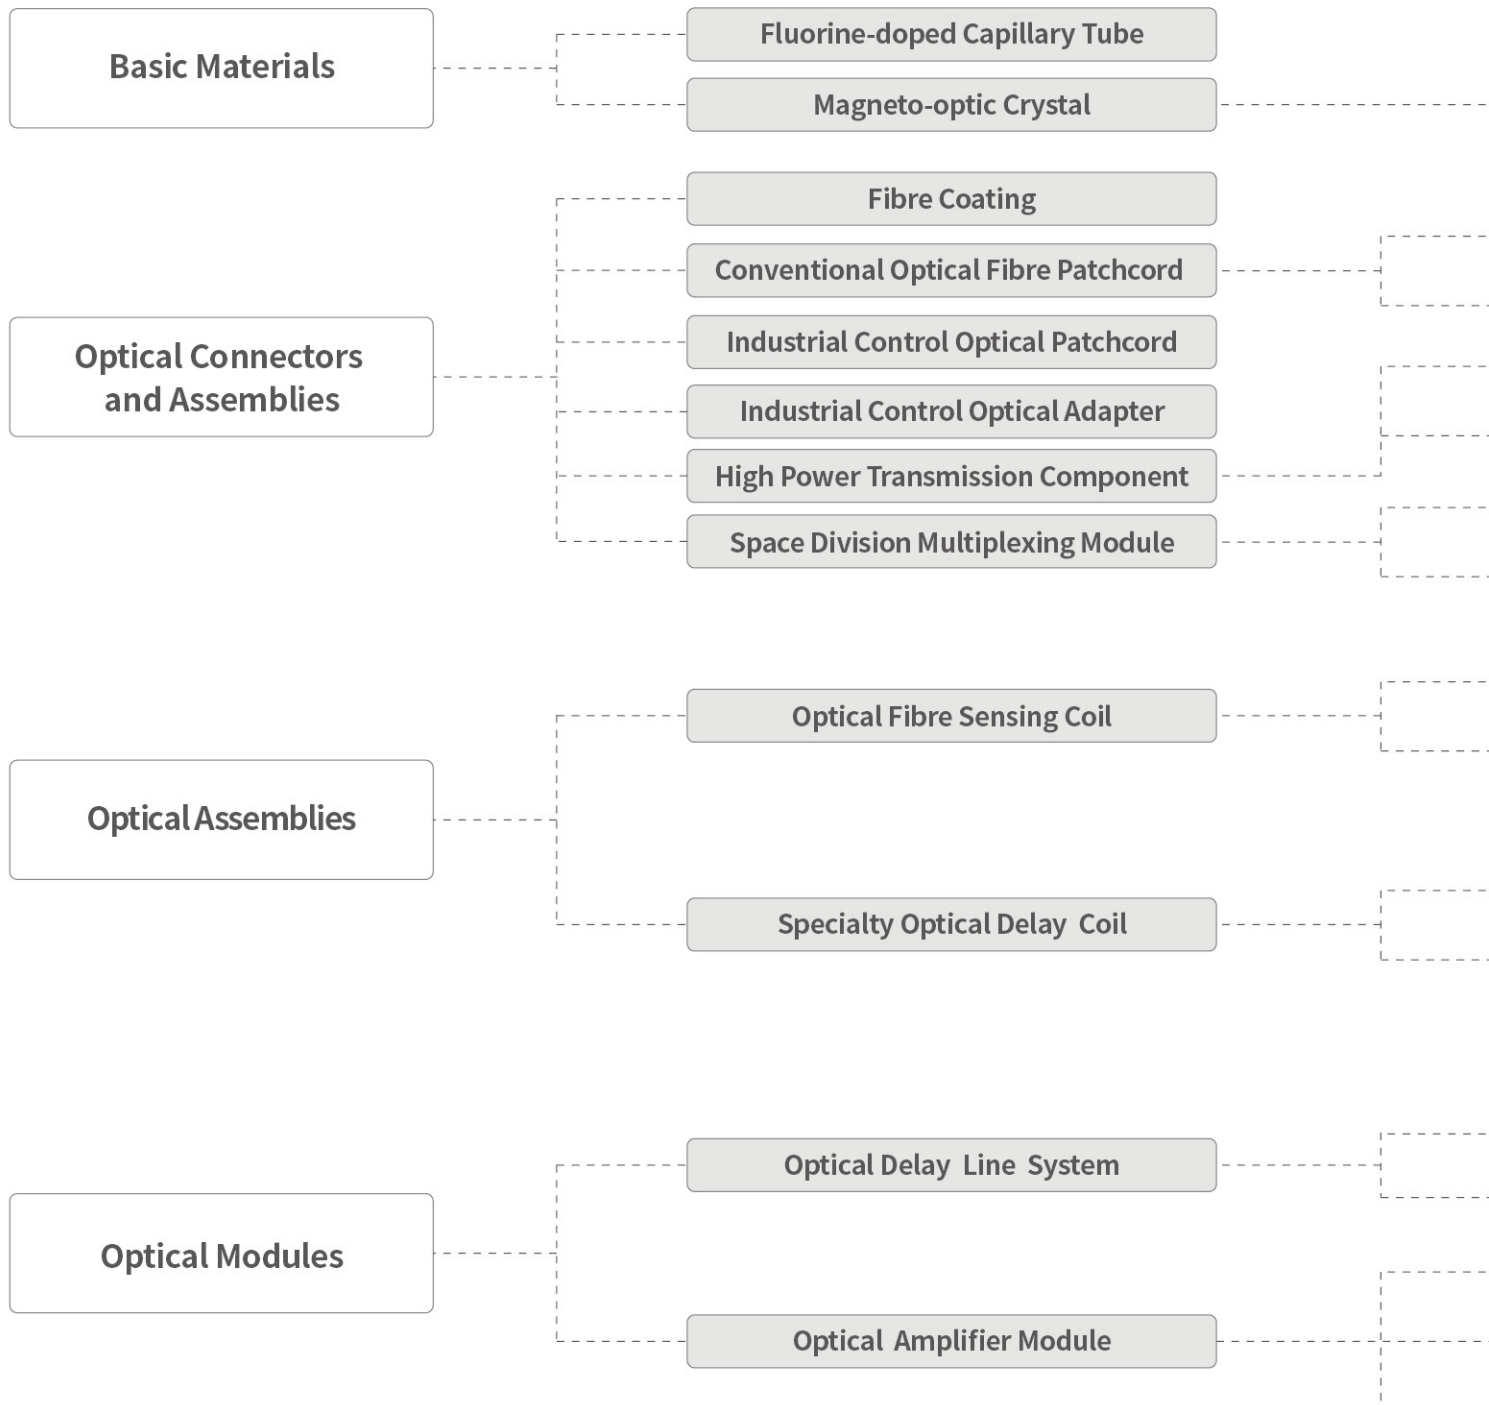 Basic Materials
Fluorine-doped Capillary Tube
Magneto-optic Crystal
Optical Connectors
and Assemblies
Fibre Coating
Conventional Optical Fibre Patchcord
Industrial Control Optical Patchcord
Industrial Control Optical Adapter
High Power Transmission Component
Space Division Multiplexing Module
Optical Assemblies
Optical Fibre Sensing Coil
Specialty Optical Delay Coil
Optical Modules
Optical Delay Line System
Optical Amplifier Module